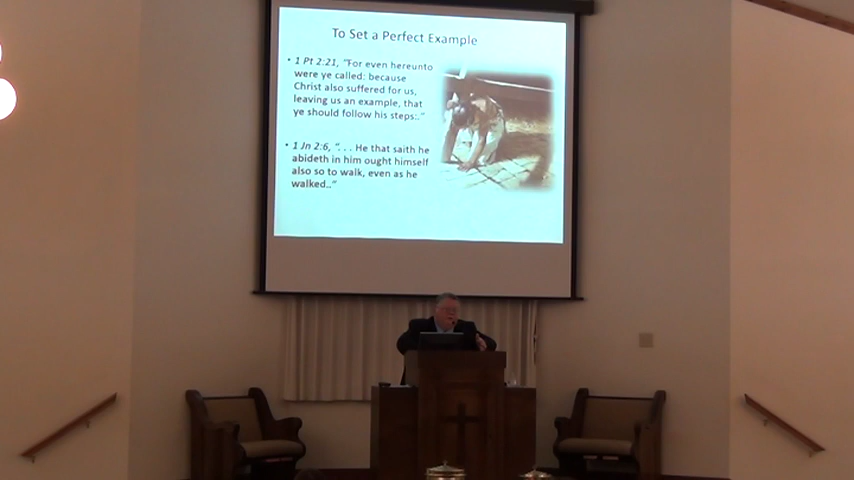 To Set a Perfect Example
• 1 Pt 2:21, "For even hereunto
were ye called: because
Christ also suffered for us,
leaving us an example, that
ye should follow his steps:."
• 1 Jn 2:6, ". . . He that saith he
abideth in him ought himself
also so to walk, even as he
walked.."